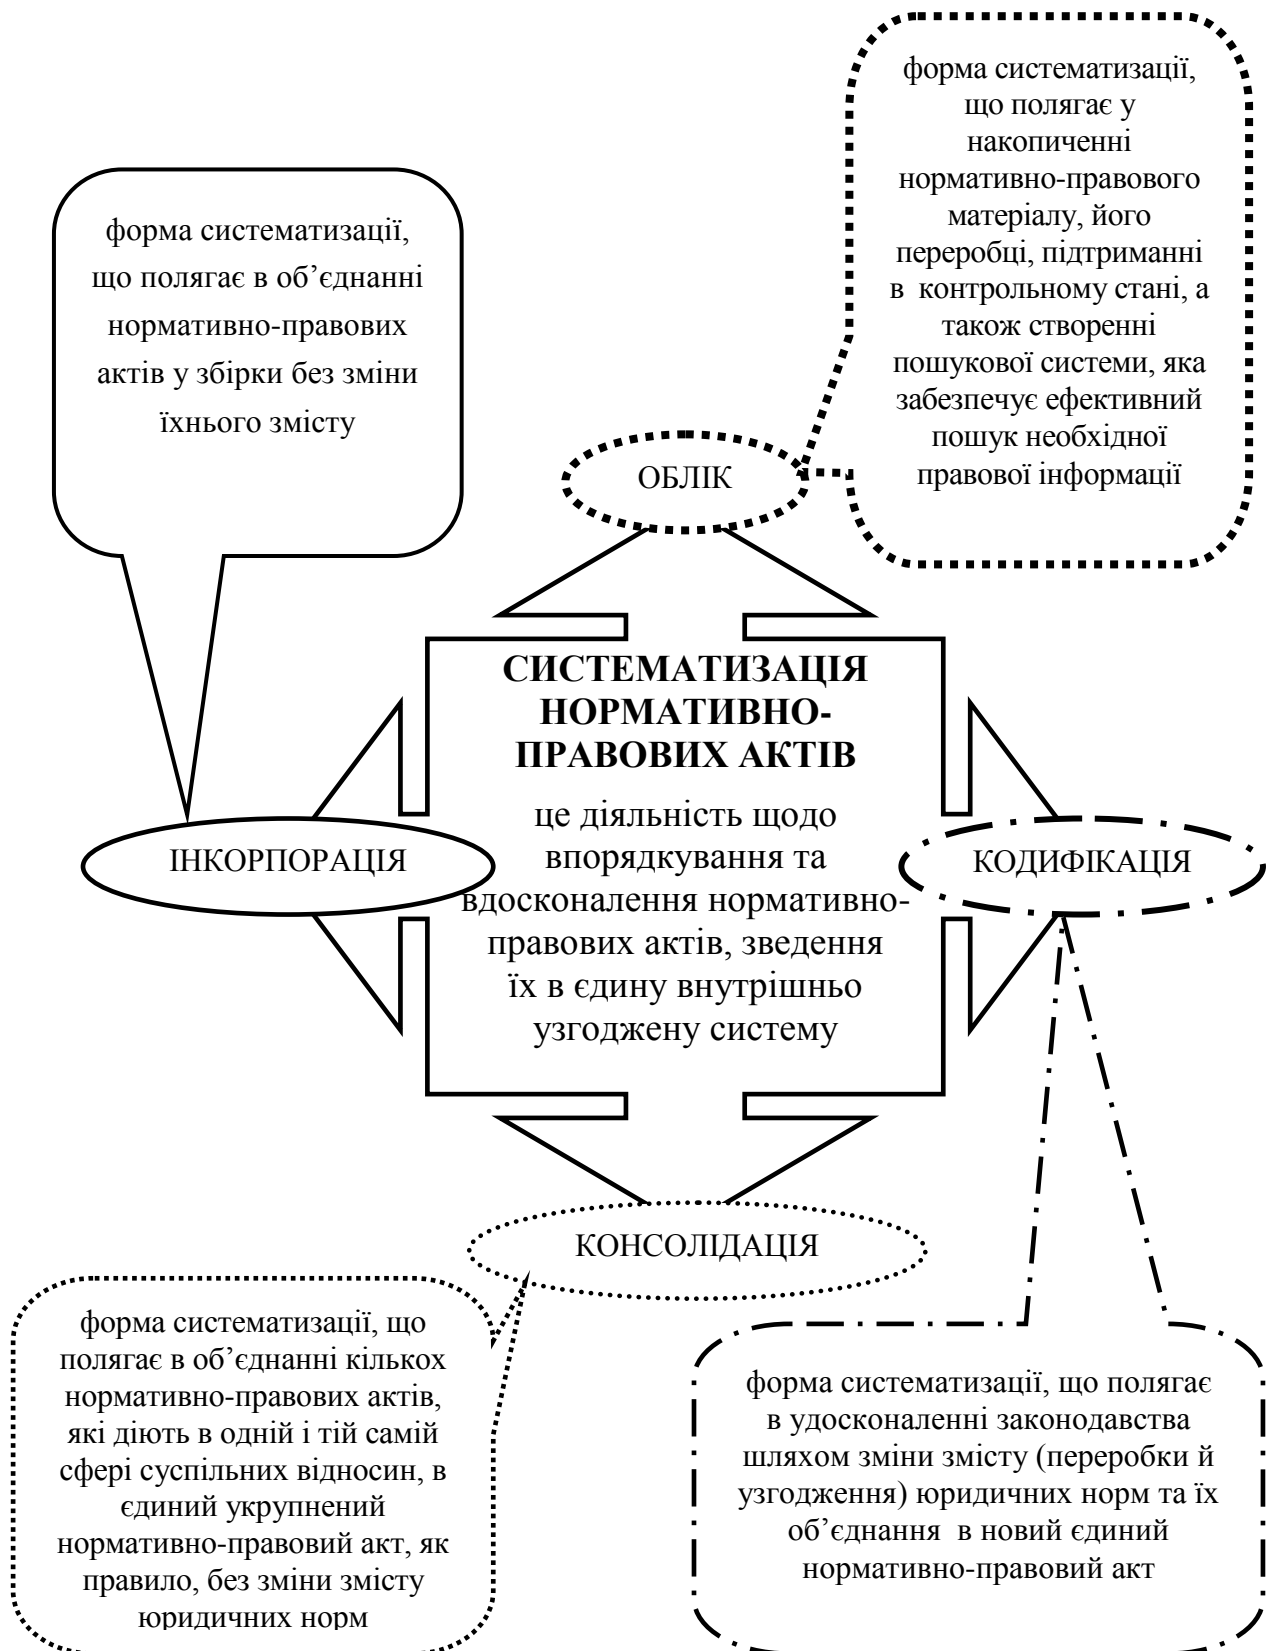 форма систематизації,
що полягає у
накопиченні
нормативно-правового
матеріалу, його
переробці, підтриманні
в контрольному стані, а
також створенні
пошукової системи, яка
забезпечує ефективний
пошук необхідної
правової інформації
форма систематизації,
що полягає в об’єднанні
нормативно-правових
актів у збірки без зміни
їхнього змісту
ОБЛІК
СИСТЕМАТИЗАЦІЯ
НОРМАТИВНО-
ПРАВОВИХ АКТІВ
це діяльність щодо
впорядкування та
вдосконалення нормативно-
правових актів, зведення
їх в єдину внутрішньо
узгоджену систему
ІНКОРПОРАЦІЯ
КОДИФІКАЦІЯ
КОНСОЛІДАЦІЯ
форма систематизації, що
полягає в об’єднанні кількох
нормативно-правових актів,
які діють в одній і тій самій
сфері суспільних відносин, в
єдиний укрупнений
нормативно-правовий акт, як
правило, без зміни змісту
юридичних норм
форма систематизації, що полягає
в удосконаленні законодавства
шляхом зміни змісту (переробки й
узгодження) юридичних норм та їх
об’єднання в новий єдиний
нормативно-правовий акт